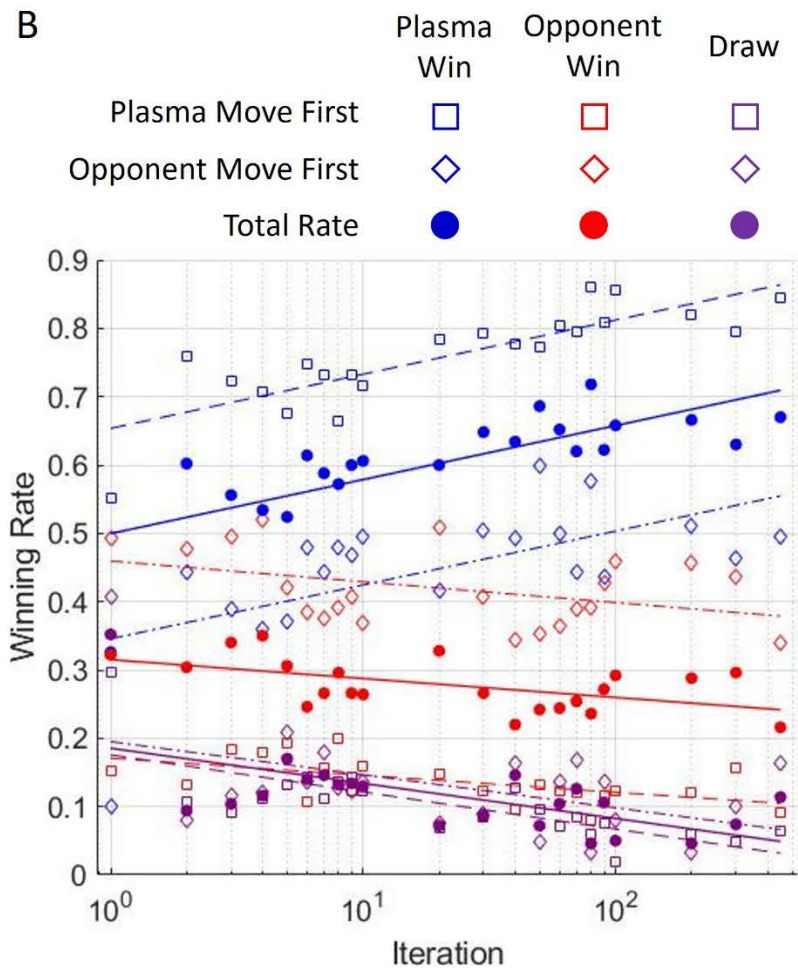 B
Plasma Win
Opponent Win
Draw
Plasma Move First
Opponent Move First
Total Rate
0.9
0.8
0.7
0.6
0.5
0.4
0.3
0.2
0.1
0
Winning Rate
10^0
10^1
10^2
Iteration